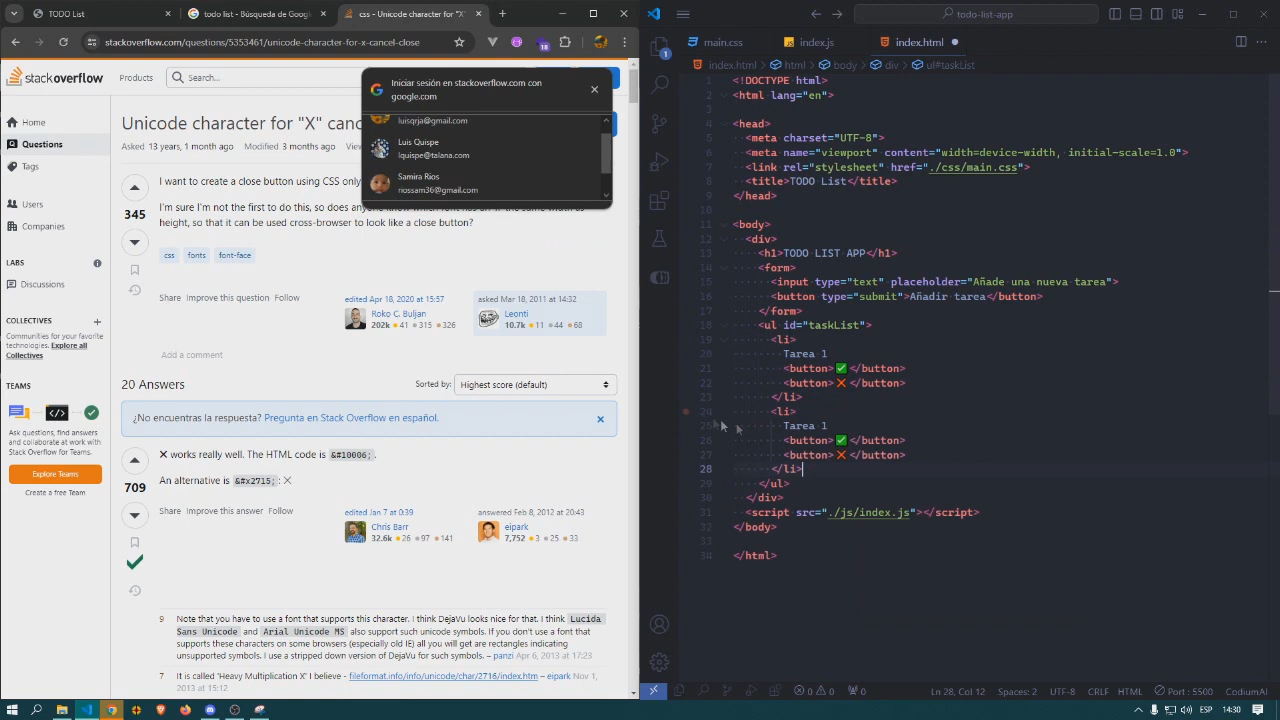 TODO List
todo list - Búsqueda de Google
css - Unicode character for "X"
stackoverflow.com/questions/5353461/unicode-character-for-x-cancel-close
18
stackoverflow
Products
Search...
Iniciar sesión en stackoverflow.com con
google.com
luisqrja@gmail.com
Luis Quispe
lquispe@talana.com
Samira Rios
riossam36@gmail.com
Home
Questions
Tags
Users
Companies
LABS
Discussions
COLLECTIVES
Communities for your favorite
technologies. Explore all
Collectives
TEAMS
Ask questions, find answers
and collaborate at work with
Stack Overflow for Teams.
Explore Teams
Create a free Team
Unicode character for "X" canc
Asked 13 years, 1 month ago Modified 3 months ago
345
I want to create a close button using CSS only
I'm sure I'm not the first to do this, so does
height, so that it can be used cross-browser to look like a close button?
css fonts font-face
Share Improve this question Follow
edited Apr 18, 2020 at 15:57
Roko C. Buljan
202k 41 315 326
asked Mar 18, 2011 at 14:32
Leonti
10.7k 11 44 68
Add a comment
20 Answers
Sorted by: Highest score (default)
¿No encuentras la respuesta? Pregunta en Stack Overflow en español.
709
✕ works really well. The HTML code is &#10006;.
An alternative is &#x2715;: ✕
Share Improve this answer Follow
edited Jan 7 at 0:39
Chris Barr
32.6k 26 97 141
answered Feb 8, 2012 at 20:43
eipark
7,752 3 25 33
9 Note that you have to use a font that supports this character. I think DejaVu looks nice for that. I think Lucida
Sans Unicode and Arial Unicode MS also support such unicode symbols. If you don't use a font that
supports these characters on some browsers (especially old IE) all you will get are rectangles indicating
unsupported symbols. I use a stripped down version of DejaVu for such symbols. – panzi Apr 6, 2013 at 17:23
7 It is called 'Heavy Multiplication X' I believe - fileformat.info/info/unicode/char/2716/index.htm – eipark Nov 1,
2013 at 15:12
todo-list-app
main.css
index.js
index.html
index.html > html > body > div > ul#taskList
1
<!DOCTYPE html>
2 <html lang="en">
3
4 <head>
5 <meta charset="UTF-8">
6 <meta name="viewport" content="width=device-width, initial-scale=1.0">
7 <link rel="stylesheet" href="./css/main.css">
8 <title>TODO List</title>
9 </head>
10
11 <body>
12 <div>
13 <h1>TODO LIST APP</h1>
14 <form>
15 <input type="text" placeholder="Añade una nueva tarea">
16 <button type="submit">Añadir tarea</button>
17 </form>
18 <ul id="taskList">
19 <li>
20 Tarea 1
21 <button>✅</button>
22 <button>❌</button>
23 </li>
24 <li>
25 Tarea 1
26 <button>✅</button>
27 <button>❌</button>
28 </li>
29 </ul>
30 </div>
31 <script src="./js/index.js"></script>
32 </body>
33
34 </html>
0 0 0
Ln 28, Col 12 Spaces: 2 UTF-8 CRLF HTML Port : 5500 CodiumAI
ESP 14:30